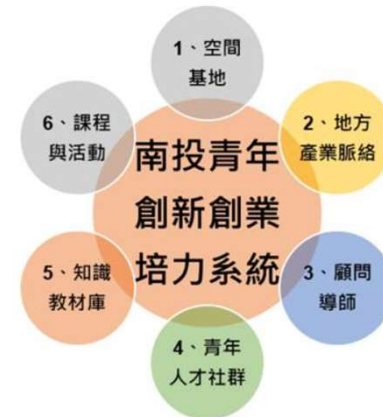 1、空間
基地
2、地方
產業脈絡
3、顧問
導師
4、青年
人才社群
5、知識
教材庫
6、課程
與活動
南投青年
創新創業
培力系統